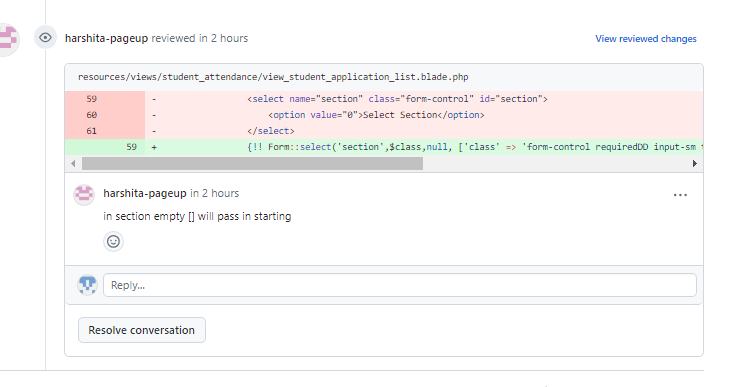 harshita-pageup reviewed in 2 hours
View reviewed changes
resources/views/student_attendance/view_student_application_list.blade.php
59 - <select name="section" class="form-control" id="section">
60 - <option value="0">Select Section</option>
61 - </select>
59 + {!! Form::select('section',$class,null, ['class' => 'form-control requiredDD input-sm
harshita-pageup in 2 hours
in section empty [] will pass in starting
Reply...
Resolve conversation